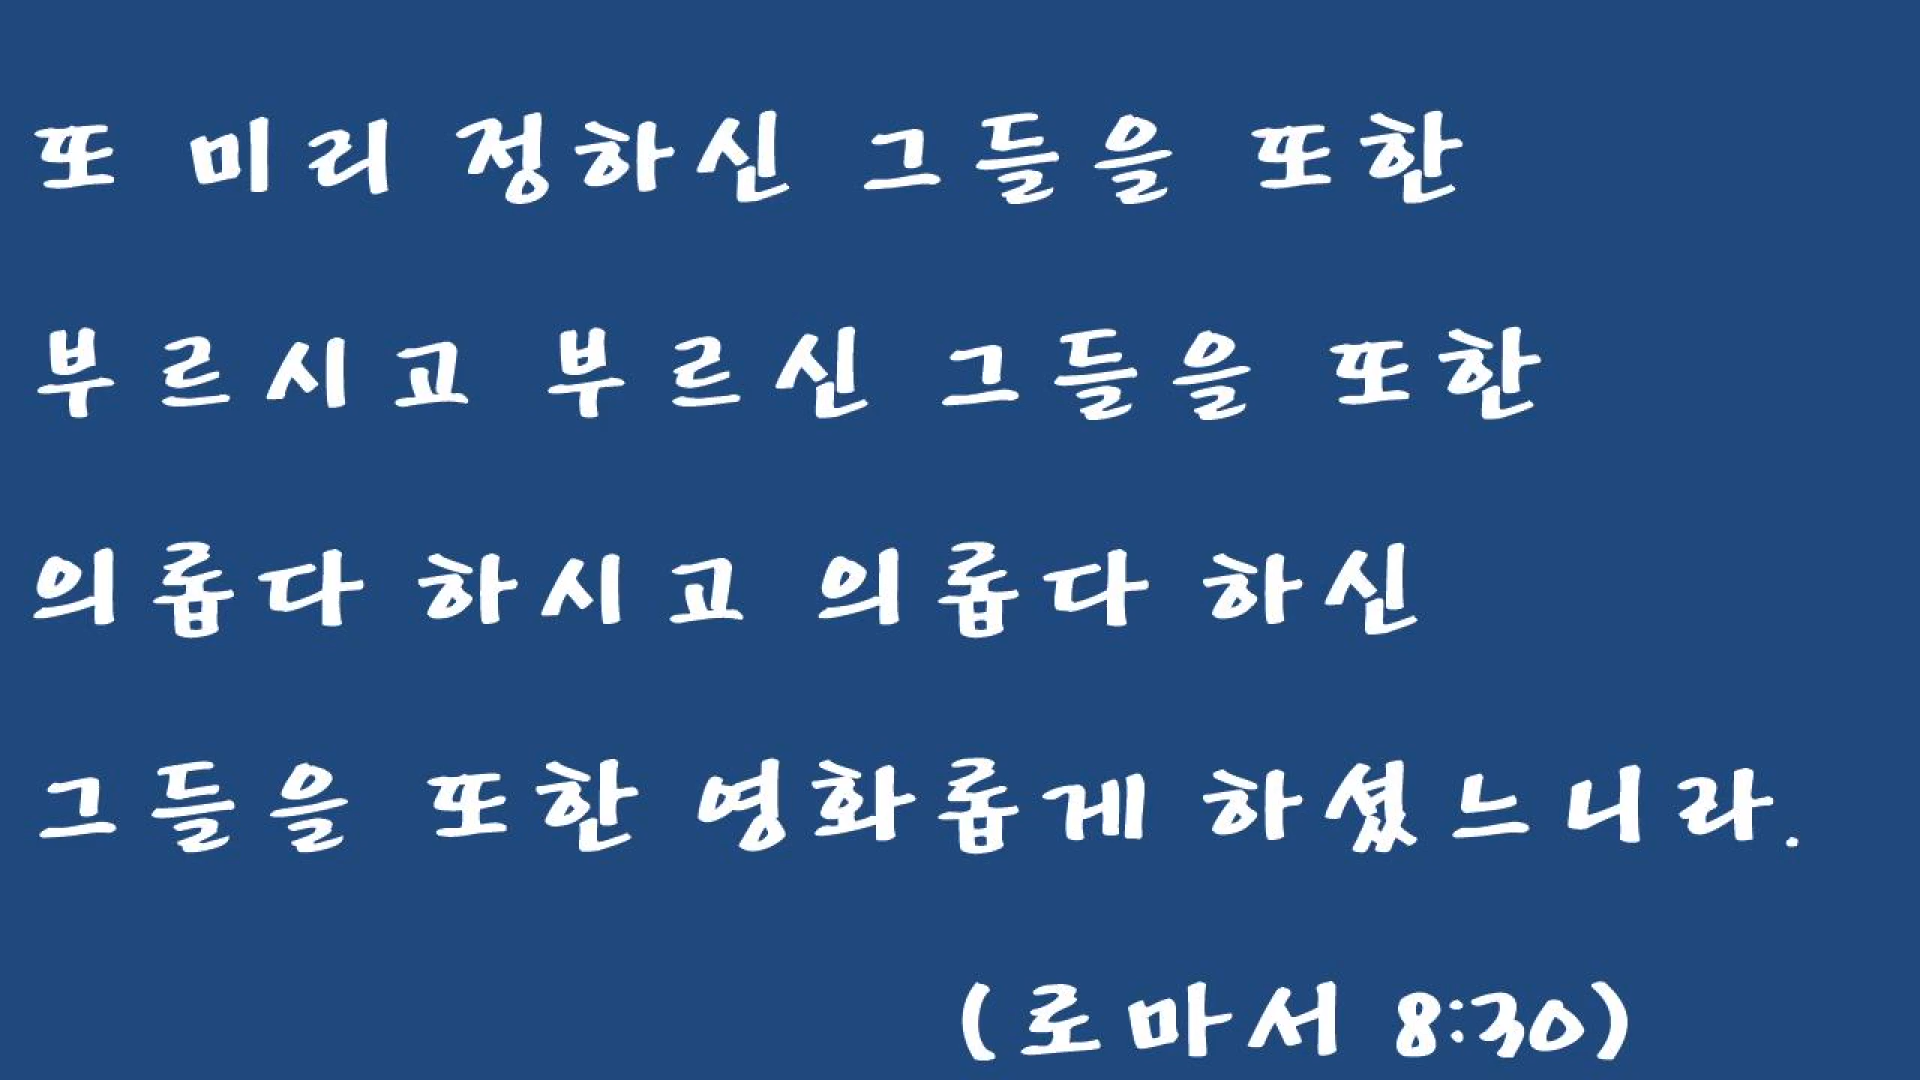 또 미리 정하신 그들을 또한
부르시고 부르신 그들을 또한
의롭다 하시고 의롭다 하신
그들을 또한 영화롭게 하셨느니라.
(로마서 8:30)